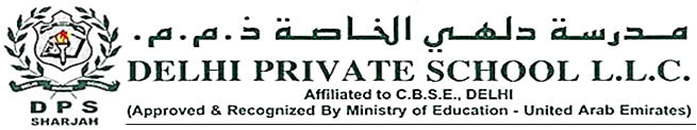 مدرسة دلهي الخاصة ذ.م.م.
DELHI PRIVATE SCHOOL L.L.C.
Affiliated to C.B.S.E., DELHI
(Approved & Recognized By Ministry of Education - United Arab Emirates)
DPS
SHARJAH